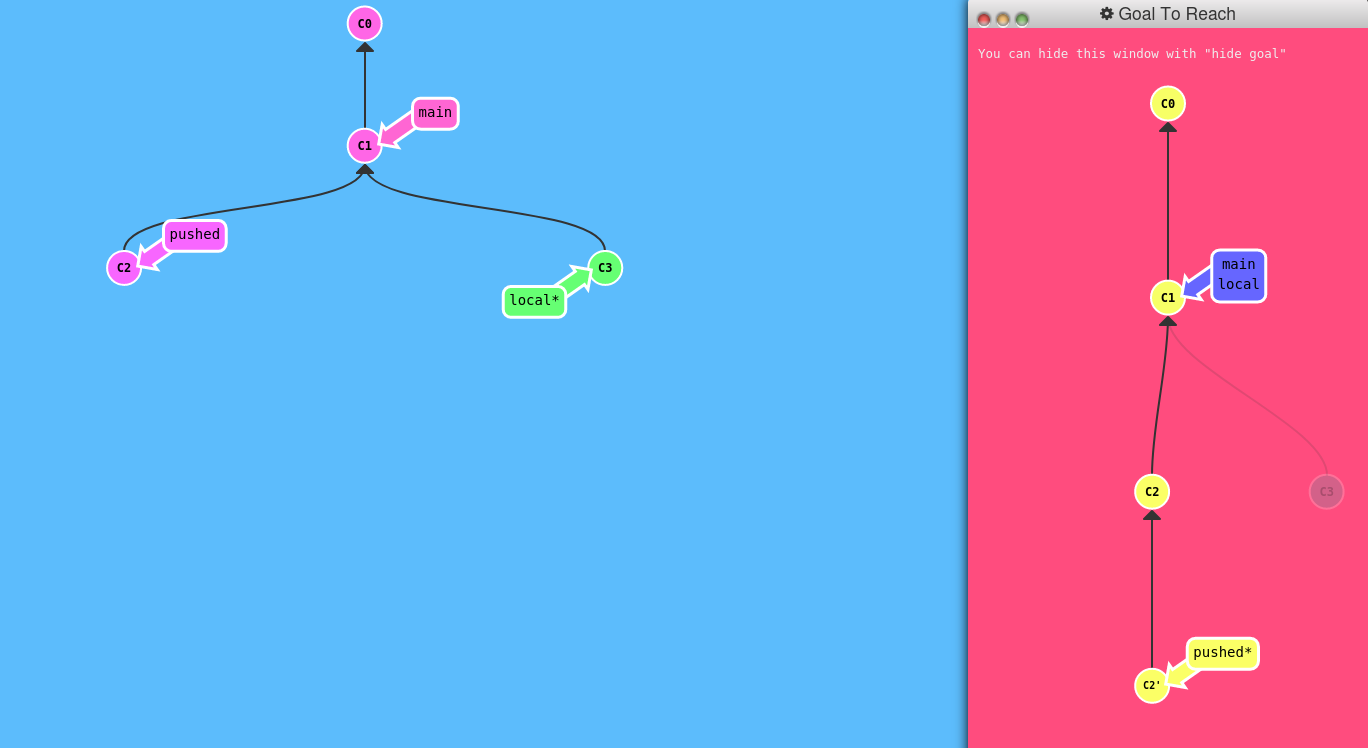 C0
main
C1
pushed
C2
C3
local*
Goal To Reach
You can hide this window with "hide goal"
C0
main
local
C1
C2
C3
pushed*
C2'